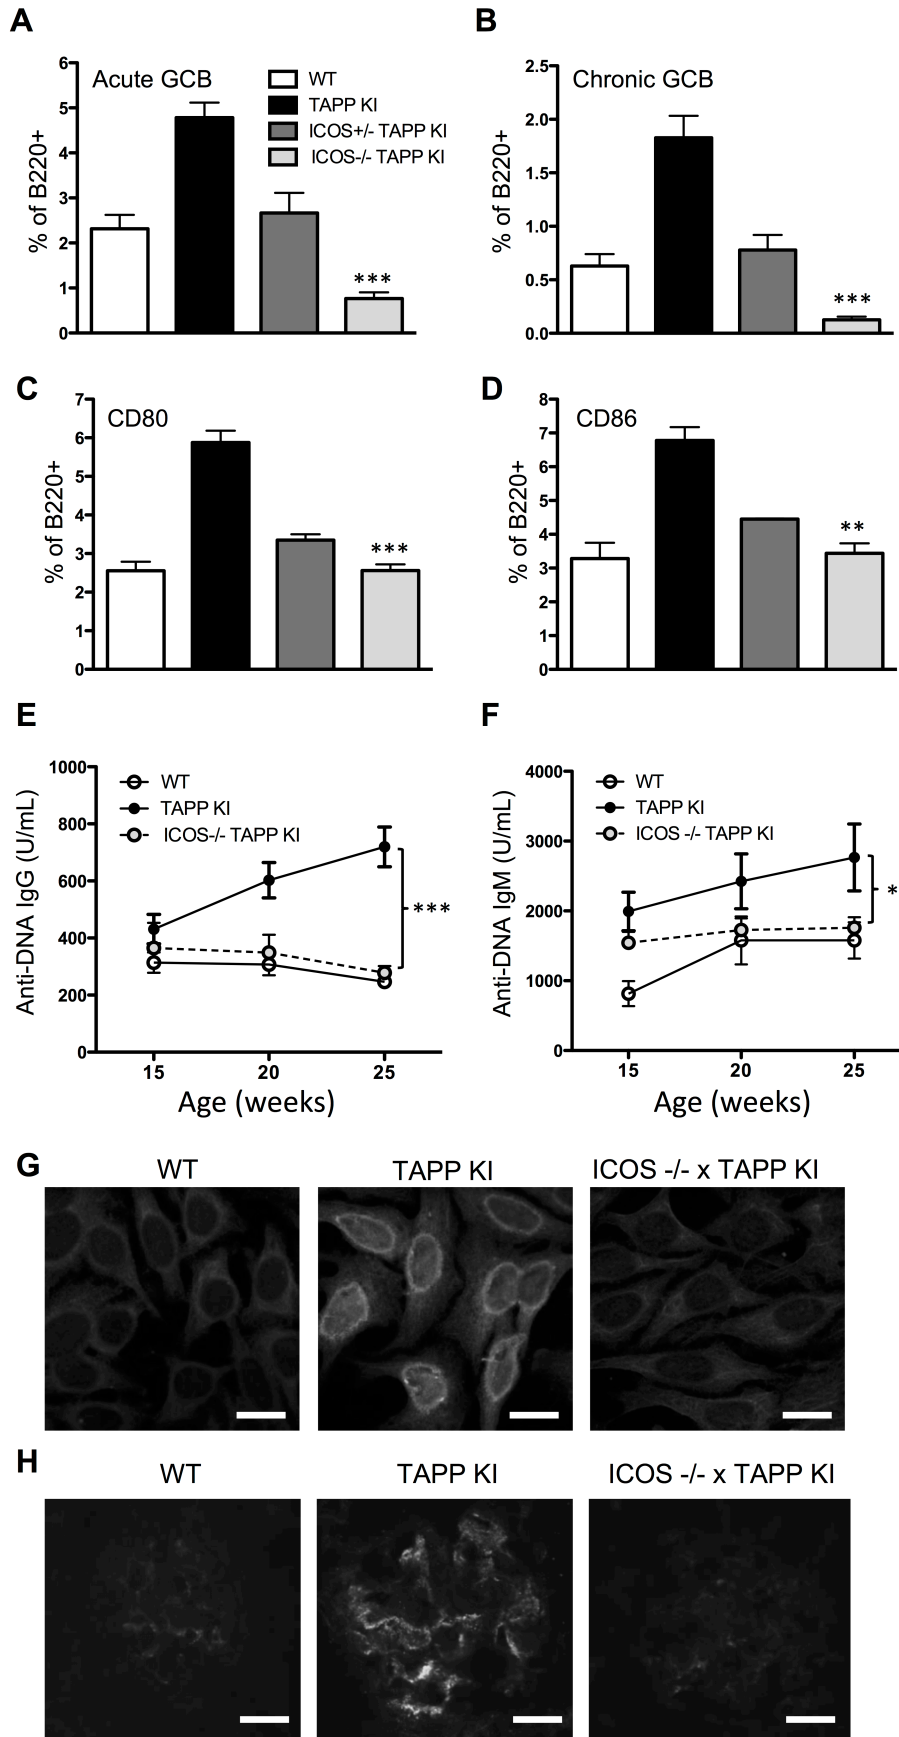 A
Acute GCB
WT
TAPP KI
ICOS+/- TAPP KI
ICOS-/- TAPP KI
% of B220+
6
5
4
3
2
1
0
***
B
Chronic GCB
% of B220+
2.5
2.0
1.5
1.0
0.5
0.0
***
C
CD80
% of B220+
7
6
5
4
3
2
1
0
***
D
CD86
% of B220+
8
7
6
5
4
3
2
1
0
**
E
WT
TAPP KI
ICOS-/- TAPP KI
Anti-DNA IgG (U/mL)
1000
800
600
400
200
0
***
15 20 25
Age (weeks)
F
WT
TAPP KI
ICOS -/- TAPP KI
Anti-DNA IgM (U/mL)
4000
3000
2000
1000
0
*
15 20 25
Age (weeks)
G
WT TAPP KI ICOS -/- x TAPP KI
H
WT TAPP KI ICOS -/- x TAPP KI